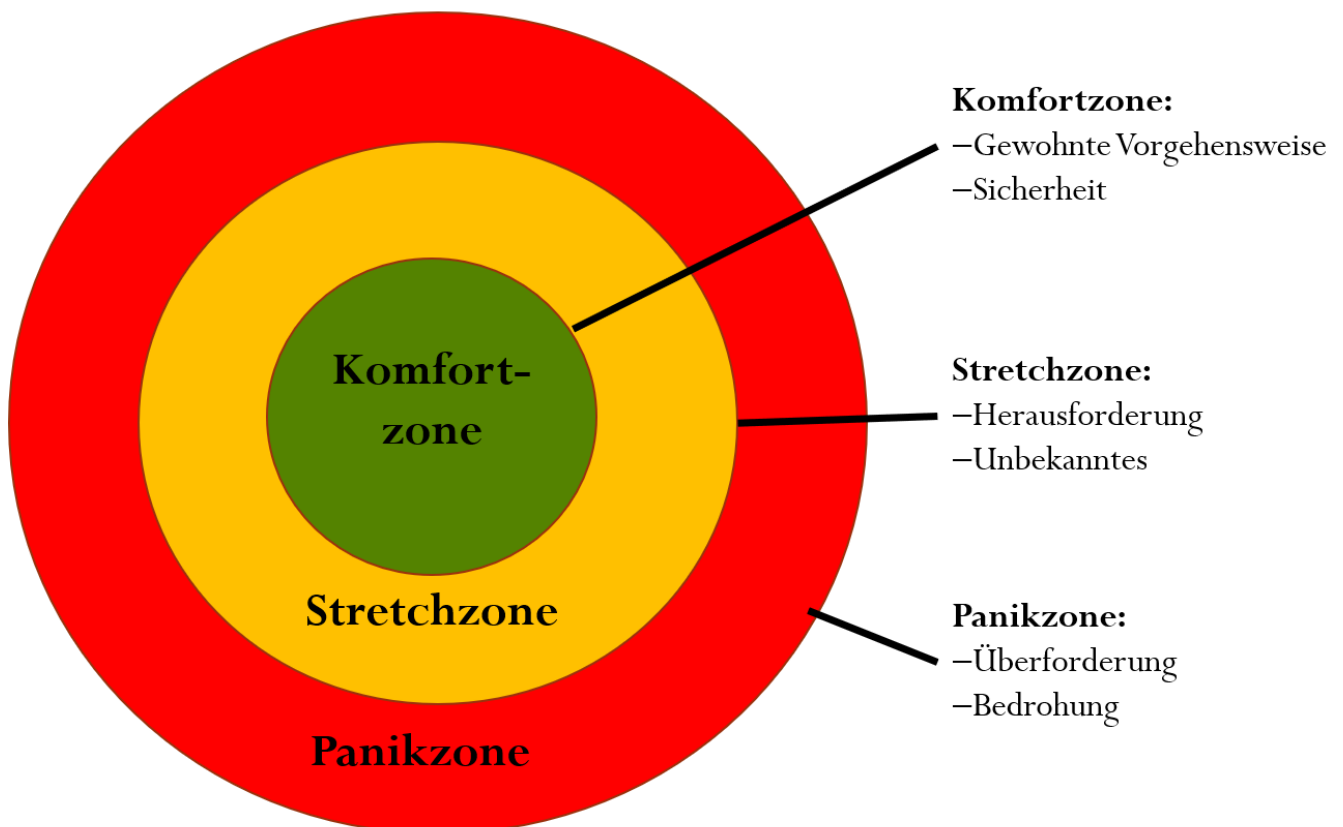 Komfort-
zone
Stretchzone
Panikzone
Komfortzone:
–Gewohnte Vorgehensweise
–Sicherheit
Stretchzone:
–Herausforderung
–Unbekanntes
Panikzone:
–Überforderung
–Bedrohung